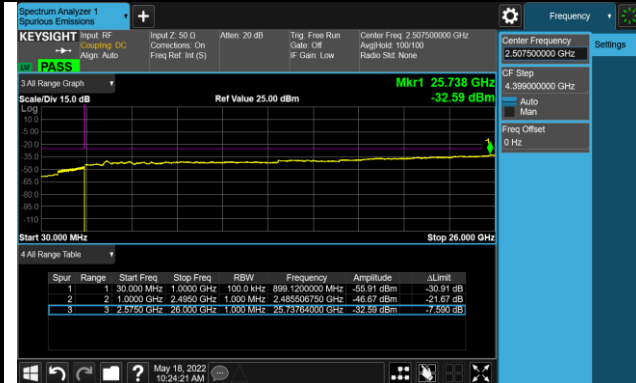 Spectrum Analyzer 1
Spurious Emissions
Frequency
KEYSIGHT
Input: RF
Coupling: DC
Align: Auto
Input Z: 50 Ω
Corrections: On
Freq Ref: Int (S)
Atten: 20 dB
Trig: Free Run
Gate: Off
IF Gain: Low
Center Freq: 2.507500000 GHz
Avg|Hold: 100/100
Radio Std: None
PASS
Center Frequency
2.507500000 GHz
Settings
CF Step
4.399000000 GHz
Auto
Man
Freq Offset
0 Hz
3 All Range Graph
Mkr1 25.738 GHz
Scale/Div 15.0 dB
Ref Value 25.00 dBm
-32.59 dBm
Log
10.0
-5.00
-20.0
-35.0
-50.0
-65.0
-80.0
-95.0
-110
1
Start 30.000 MHz
Stop 26.000 GHz
4 All Range Table
Spur Range Start Freq Stop Freq RBW Frequency Amplitude ΔLimit
1 1 30.000 MHz 1.0000 GHz 100.0 kHz 899.1200000 MHz -55.91 dBm -30.91 dB
2 2 1.0000 GHz 2.4950 GHz 1.000 MHz 2.485506750 GHz -46.67 dBm -21.67 dB
3 3 2.5750 GHz 26.000 GHz 1.000 MHz 25.73764000 GHz -32.59 dBm -7.590 dB
?
May 18, 2022
10:24:21 AM